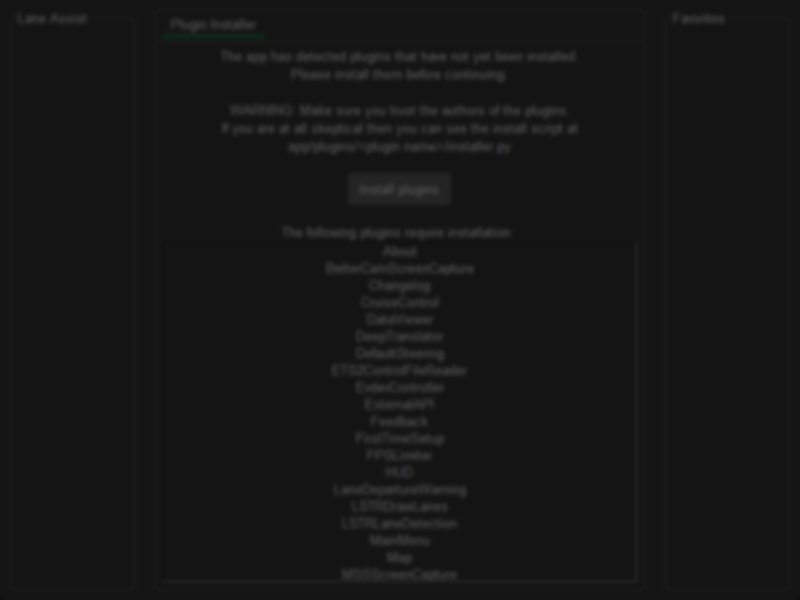 Lane Assist
Plugin Installer
Favorites
The app has detected plugins that have not yet been installed.
Please install them before continuing.
WARNING: Make sure you trust the authors of the plugins.
If you are at all skeptical then you can see the install script at
app/plugins/<plugin name>/installer.py
Install plugins
The following plugins require installation:
About
BetterCamScreenCapture
Changelog
CruiseControl
DataViewer
DeepTranslator
DefaultSteering
ETS2ControlFileReader
EvdevController
ExternalAPI
Feedback
FirstTimeSetup
FPSLimiter
HUD
LaneDepartureWarning
LSTRDrawLanes
LSTRLaneDetection
MainMenu
Map
MSSScreenCapture